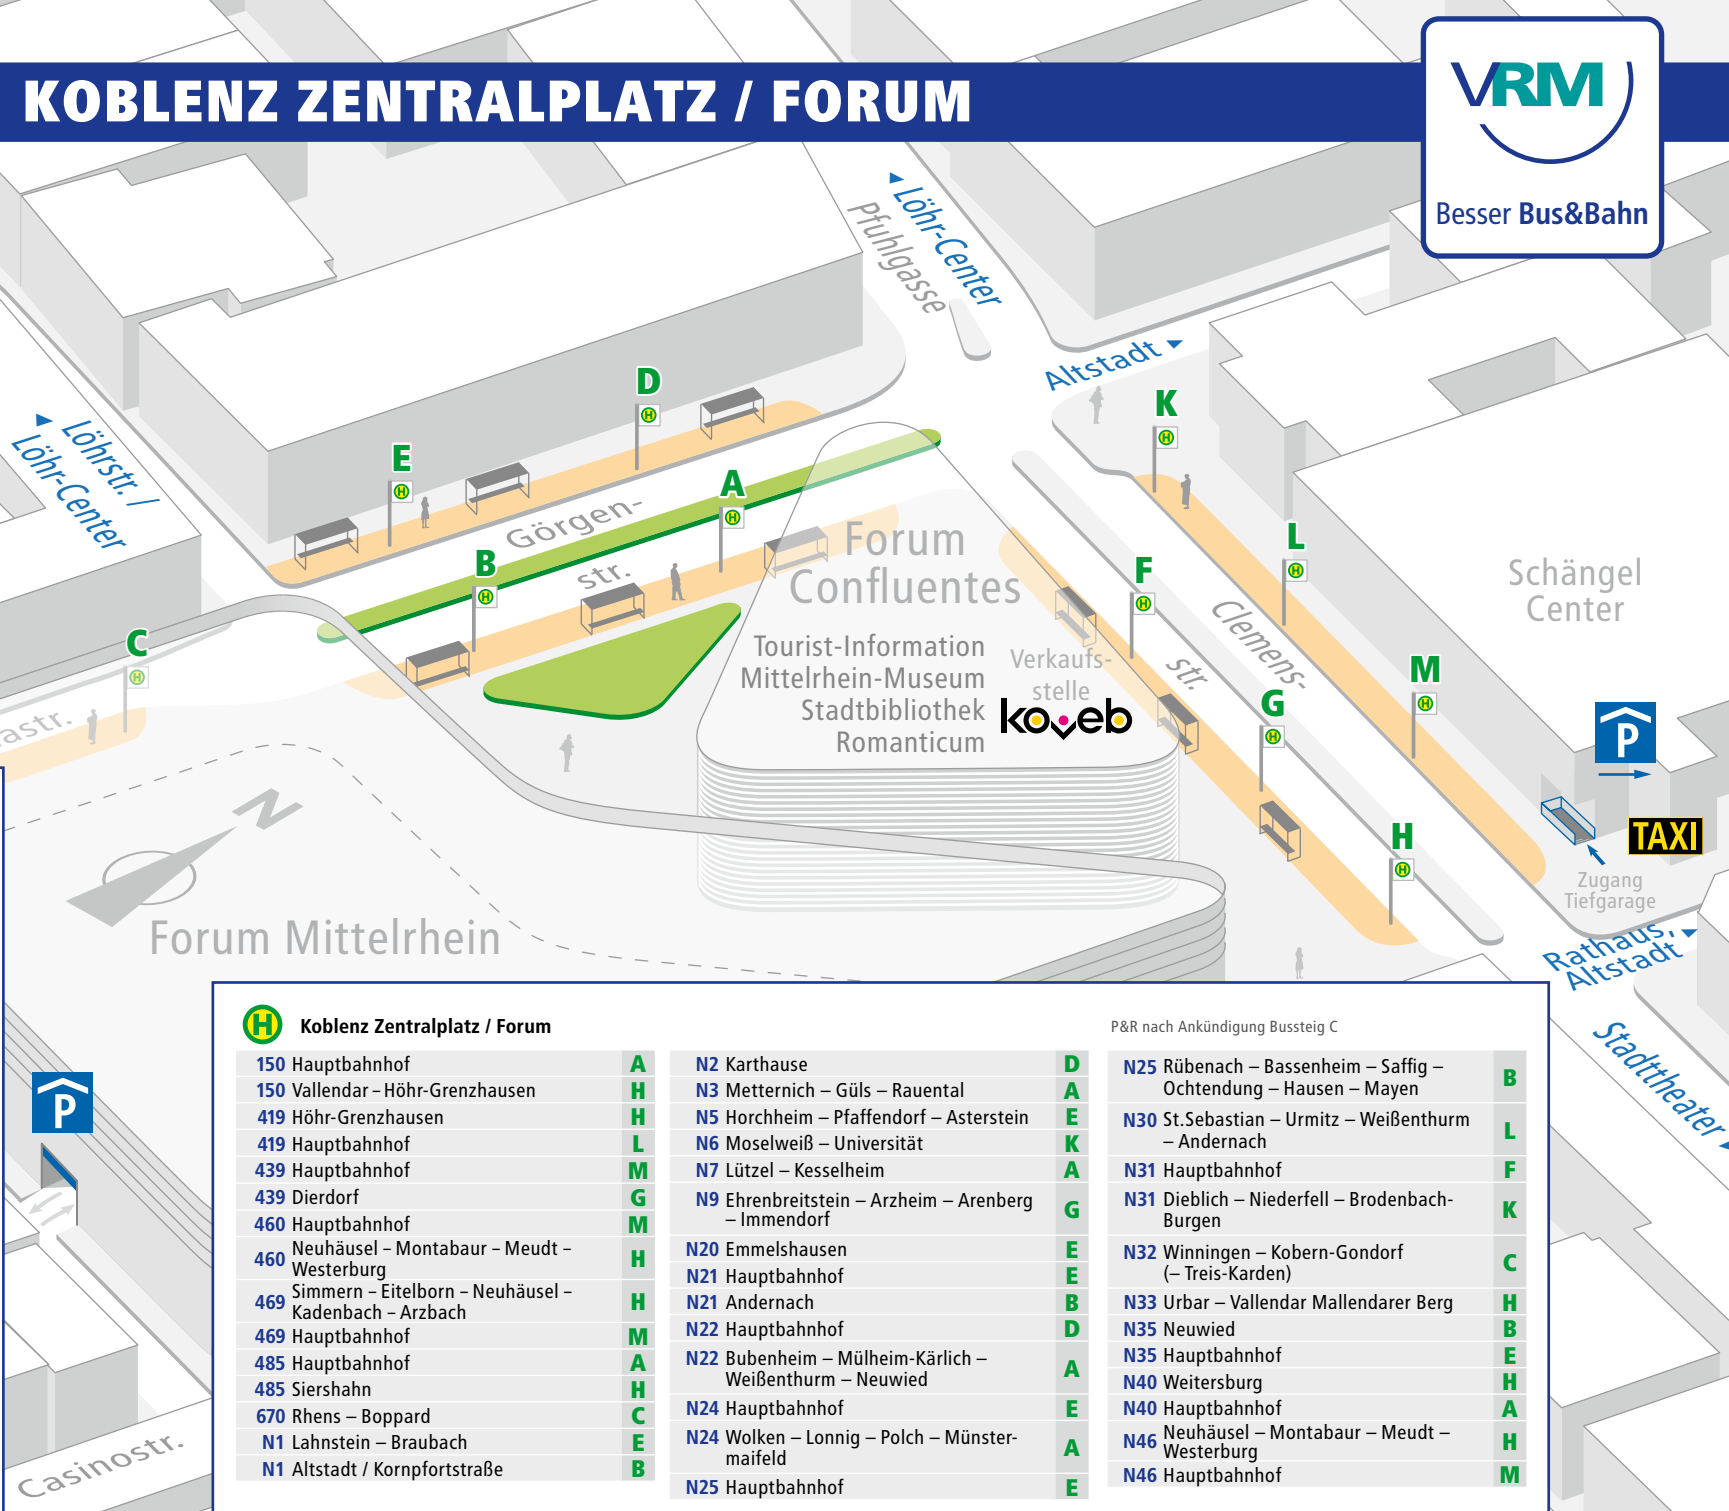 KOBLENZ ZENTRALPLATZ / FORUM
VRM
Besser Bus&Bahn
Löhr-Center
Pfuhlgasse
Altstadt
Löhrstr. /
Löhr-Center
D
K
E
A
B
L
F
C
M
G
H
H
H
H
H
H
H
H
H
H
H
H
Görgen-
str.
Clemens-
str.
Forum
Confluentes
Tourist-Information
Mittelrhein-Museum
Stadtbibliothek
Romanticum
Verkaufs-
stelle
koveb
Schängel
Center
P
TAXI
Zugang
Tiefgarage
Rathaus,
Altstadt
Stadttheater
astr.
N
Forum Mittelrhein
P
Casinostr.
H Koblenz Zentralplatz / Forum
P&R nach Ankündigung Bussteig C
150 Hauptbahnhof A
150 Vallendar – Höhr-Grenzhausen H
419 Höhr-Grenzhausen H
419 Hauptbahnhof L
439 Hauptbahnhof M
439 Dierdorf G
460 Hauptbahnhof M
460 Neuhäusel – Montabaur – Meudt –
Westerburg H
469 Simmern – Eitelborn – Neuhäusel –
Kadenbach – Arzbach H
469 Hauptbahnhof M
485 Hauptbahnhof A
485 Siershahn H
670 Rhens – Boppard C
N1 Lahnstein – Braubach E
N1 Altstadt / Kornpfortstraße B
N2 Karthause D
N3 Metternich – Güls – Rauental A
N5 Horchheim – Pfaffendorf – Asterstein E
N6 Moselweiß – Universität K
N7 Lützel – Kesselheim A
N9 Ehrenbreitstein – Arzheim – Arenberg
– Immendorf G
N20 Emmelshausen E
N21 Hauptbahnhof E
N21 Andernach B
N22 Hauptbahnhof D
N22 Bubenheim – Mülheim-Kärlich –
Weißenthurm – Neuwied A
N24 Hauptbahnhof E
N24 Wolken – Lonnig – Polch – Münster-
maifeld A
N25 Hauptbahnhof E
N25 Rübenach – Bassenheim – Saffig –
Ochtendung – Hausen – Mayen B
N30 St.Sebastian – Urmitz – Weißenthurm
– Andernach L
N31 Hauptbahnhof F
N31 Dieblich – Niederfell – Brodenbach-
Burgen K
N32 Winningen – Kobern-Gondorf
(– Treis-Karden) C
N33 Urbar – Vallendar Mallendarer Berg H
N35 Neuwied B
N35 Hauptbahnhof E
N40 Weitersburg H
N40 Hauptbahnhof A
N46 Neuhäusel – Montabaur – Meudt –
Westerburg H
N46 Hauptbahnhof M